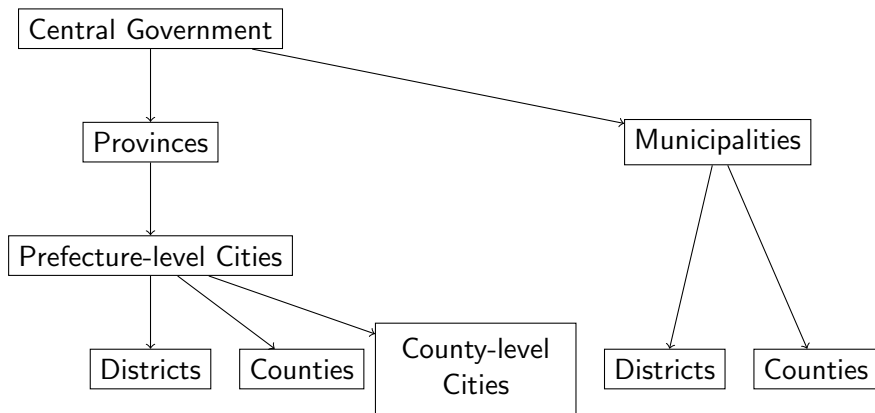 Central Government
Provinces
Municipalities
Prefecture-level Cities
Districts
Counties
County-level
Cities
Districts
Counties